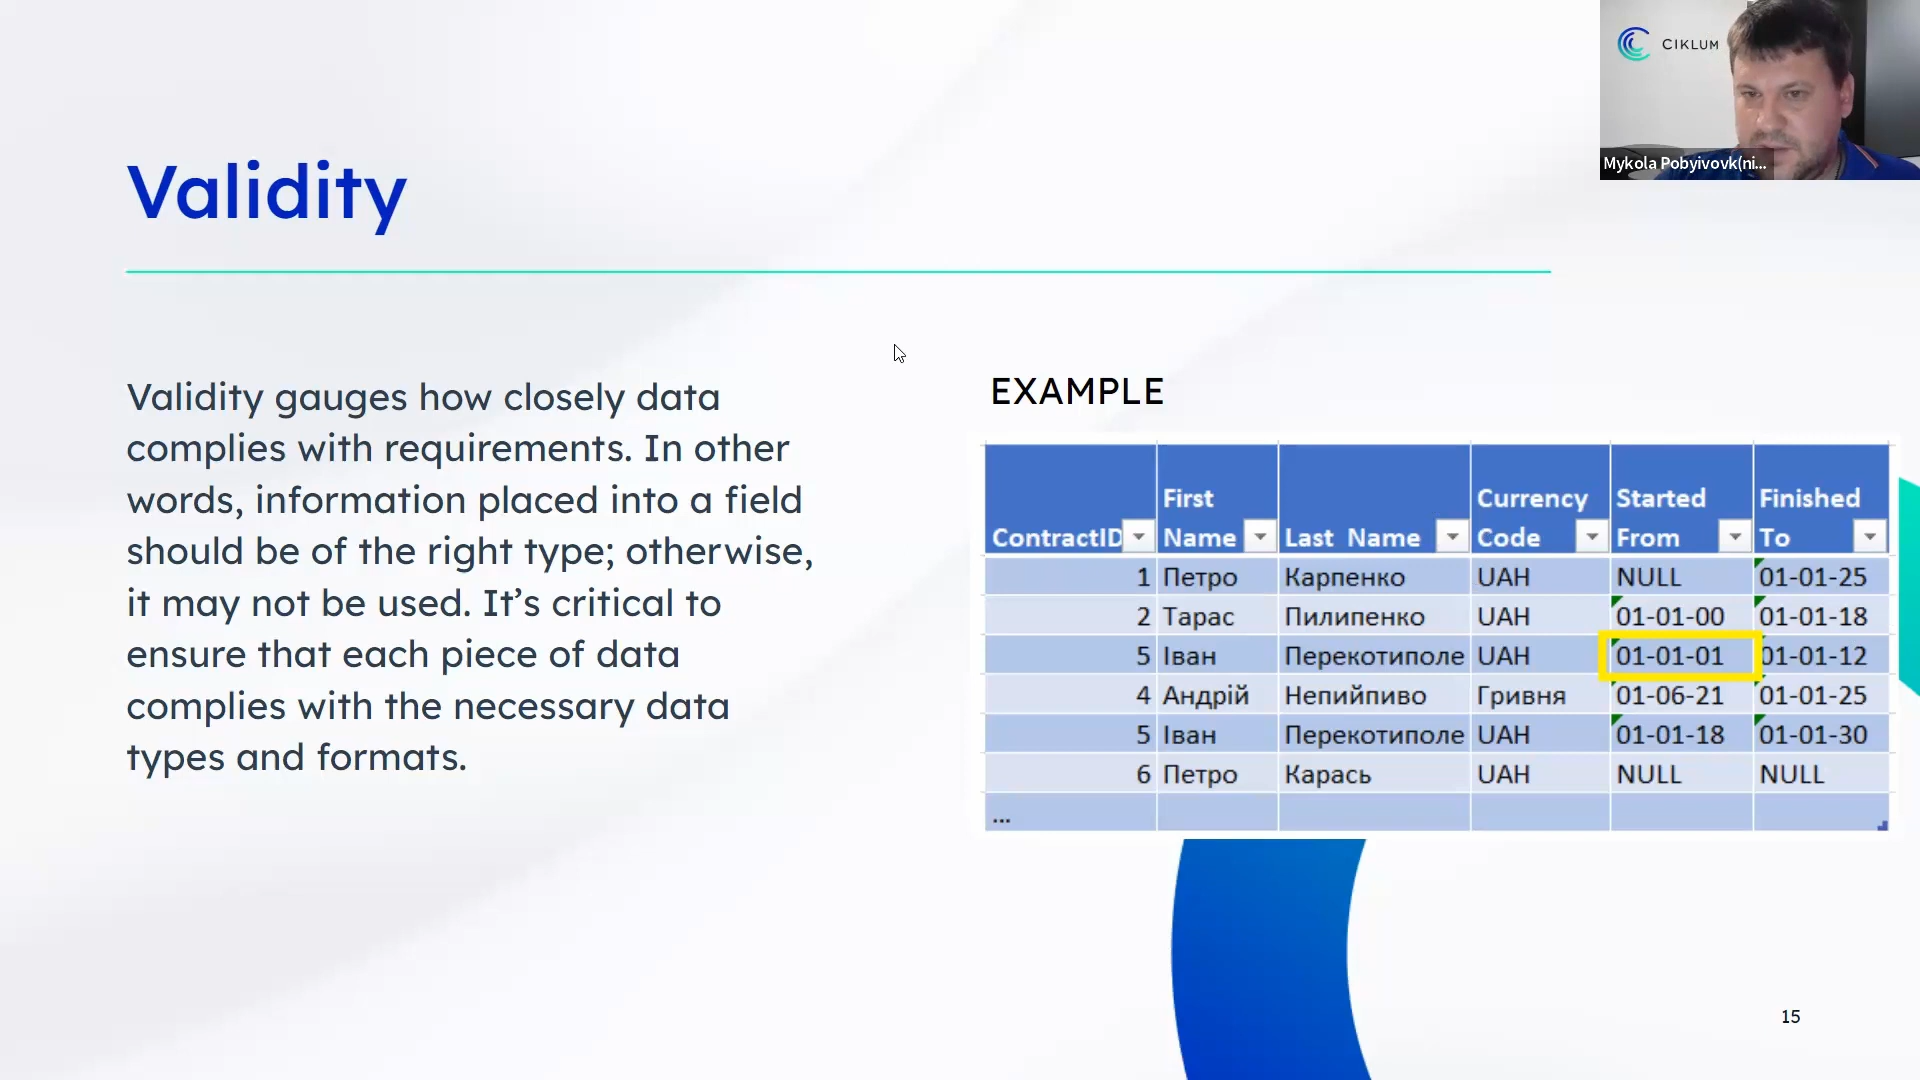 CIKLUM
Mykola Pobyivovk(ni...
Validity
Validity gauges how closely data
complies with requirements. In other
words, information placed into a field
should be of the right type; otherwise,
it may not be used. It’s critical to
ensure that each piece of data
complies with the necessary data
types and formats.
EXAMPLE
ContractID First Name Last Name Currency Code Started From Finished To
1 Петро Карпенко UAH NULL 01-01-25
2 Тарас Пилипенко UAH 01-01-00 01-01-18
5 Іван Перекотиполе UAH 01-01-01 01-01-12
4 Андрій Непийпиво Гривня 01-06-21 01-01-25
5 Іван Перекотиполе UAH 01-01-18 01-01-30
6 Петро Карась UAH NULL NULL
...
15